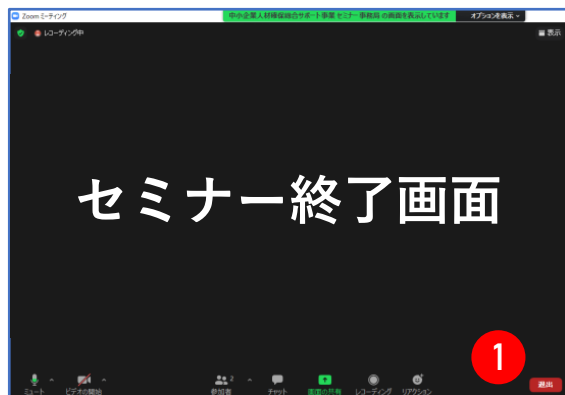 Zoom ミーティング
中小企業人材確保総合サポート事業 セミナー事務局 の画面を表示しています
オプションを表示
レコーディング中
表示
セミナー終了画面
1
ミュート
ビデオの開始
参加者
2
チャット
画面の共有
レコーディング
リアクション
退出